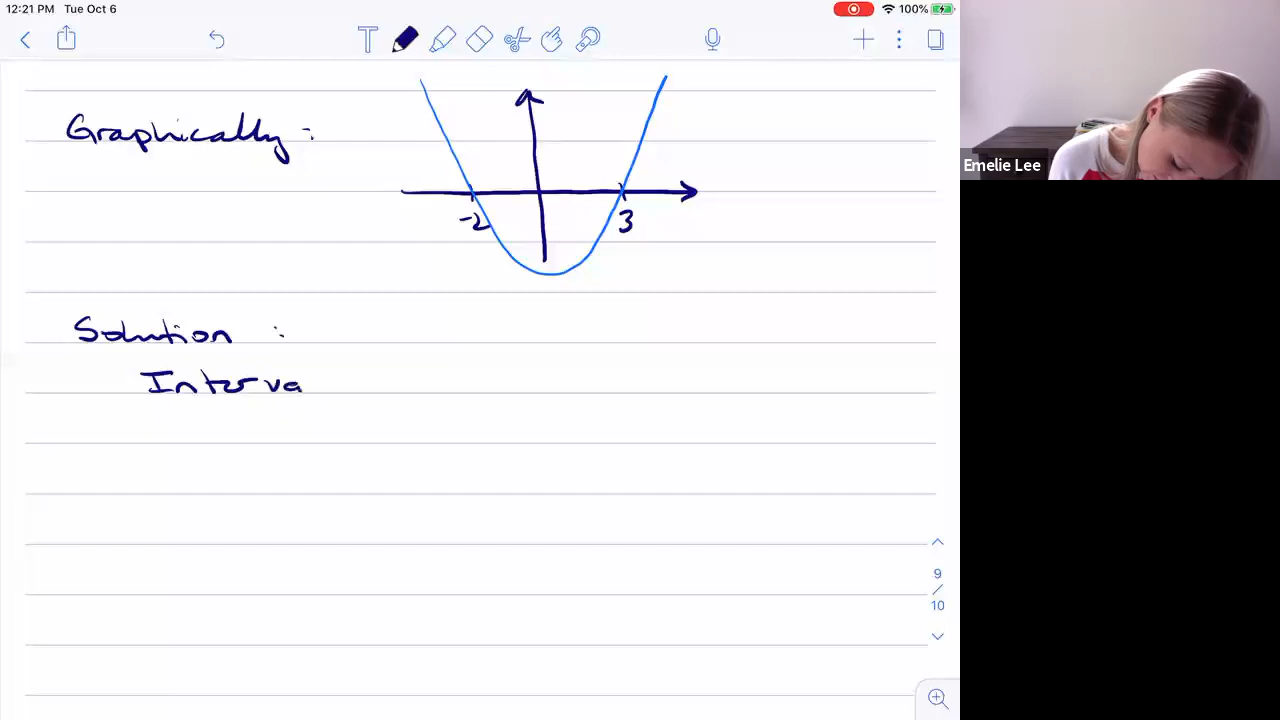 12:21 PM Tue Oct 6
100%
T
Graphically :
-2
3
Solution :
Interva
9
/
10
Emelie Lee